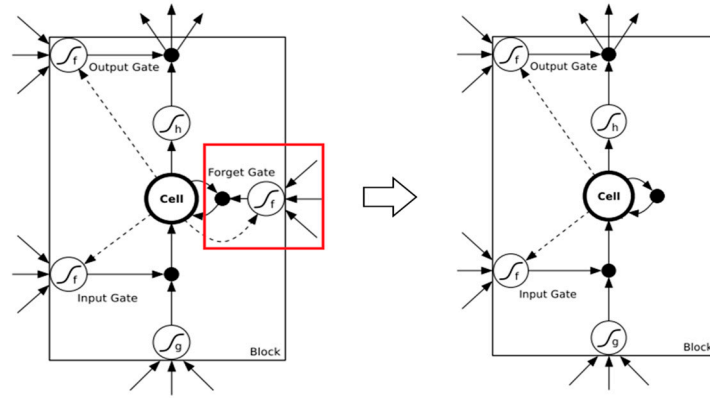 f
Output Gate
h
Forget Gate
Cell
f
f
Input Gate
g
Block
f
Output Gate
h
Cell
f
Input Gate
g
Block